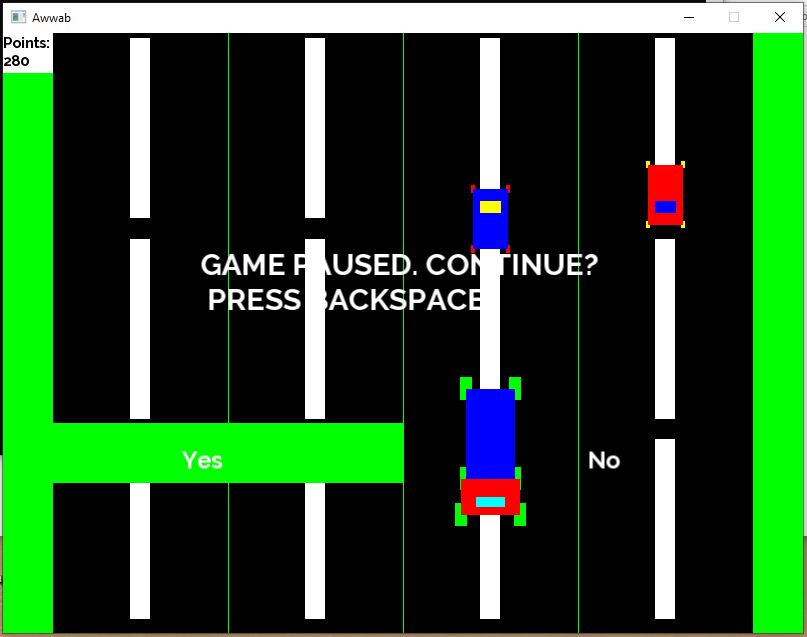 Awwab
Points:
280
GAME PAUSED. CONTINUE?
PRESS BACKSPACE
Yes
No